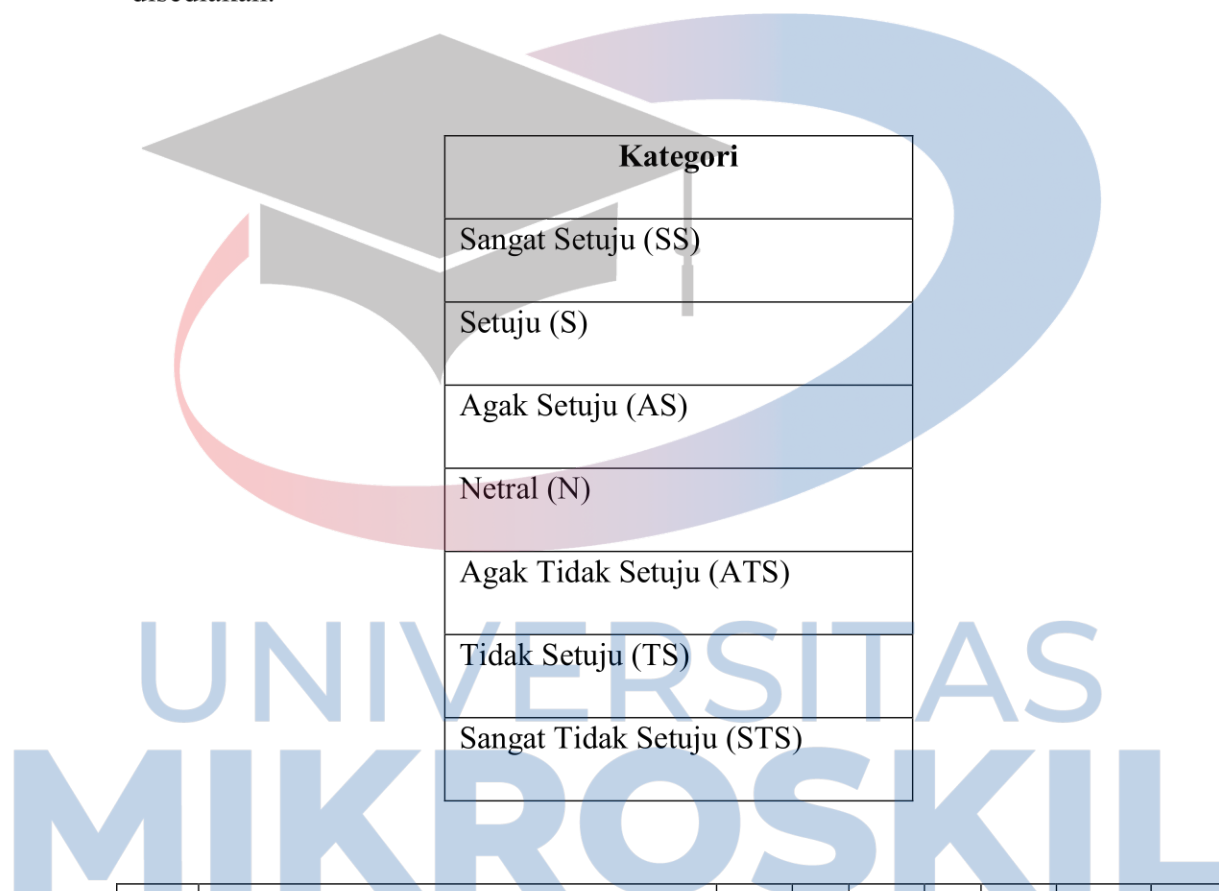 Kategori
Sangat Setuju (SS)
Setuju (S)
Agak Setuju (AS)
Netral (N)
Agak Tidak Setuju (ATS)
Tidak Setuju (TS)
Sangat Tidak Setuju (STS)
UNIVERSITAS
MIKROSKIL